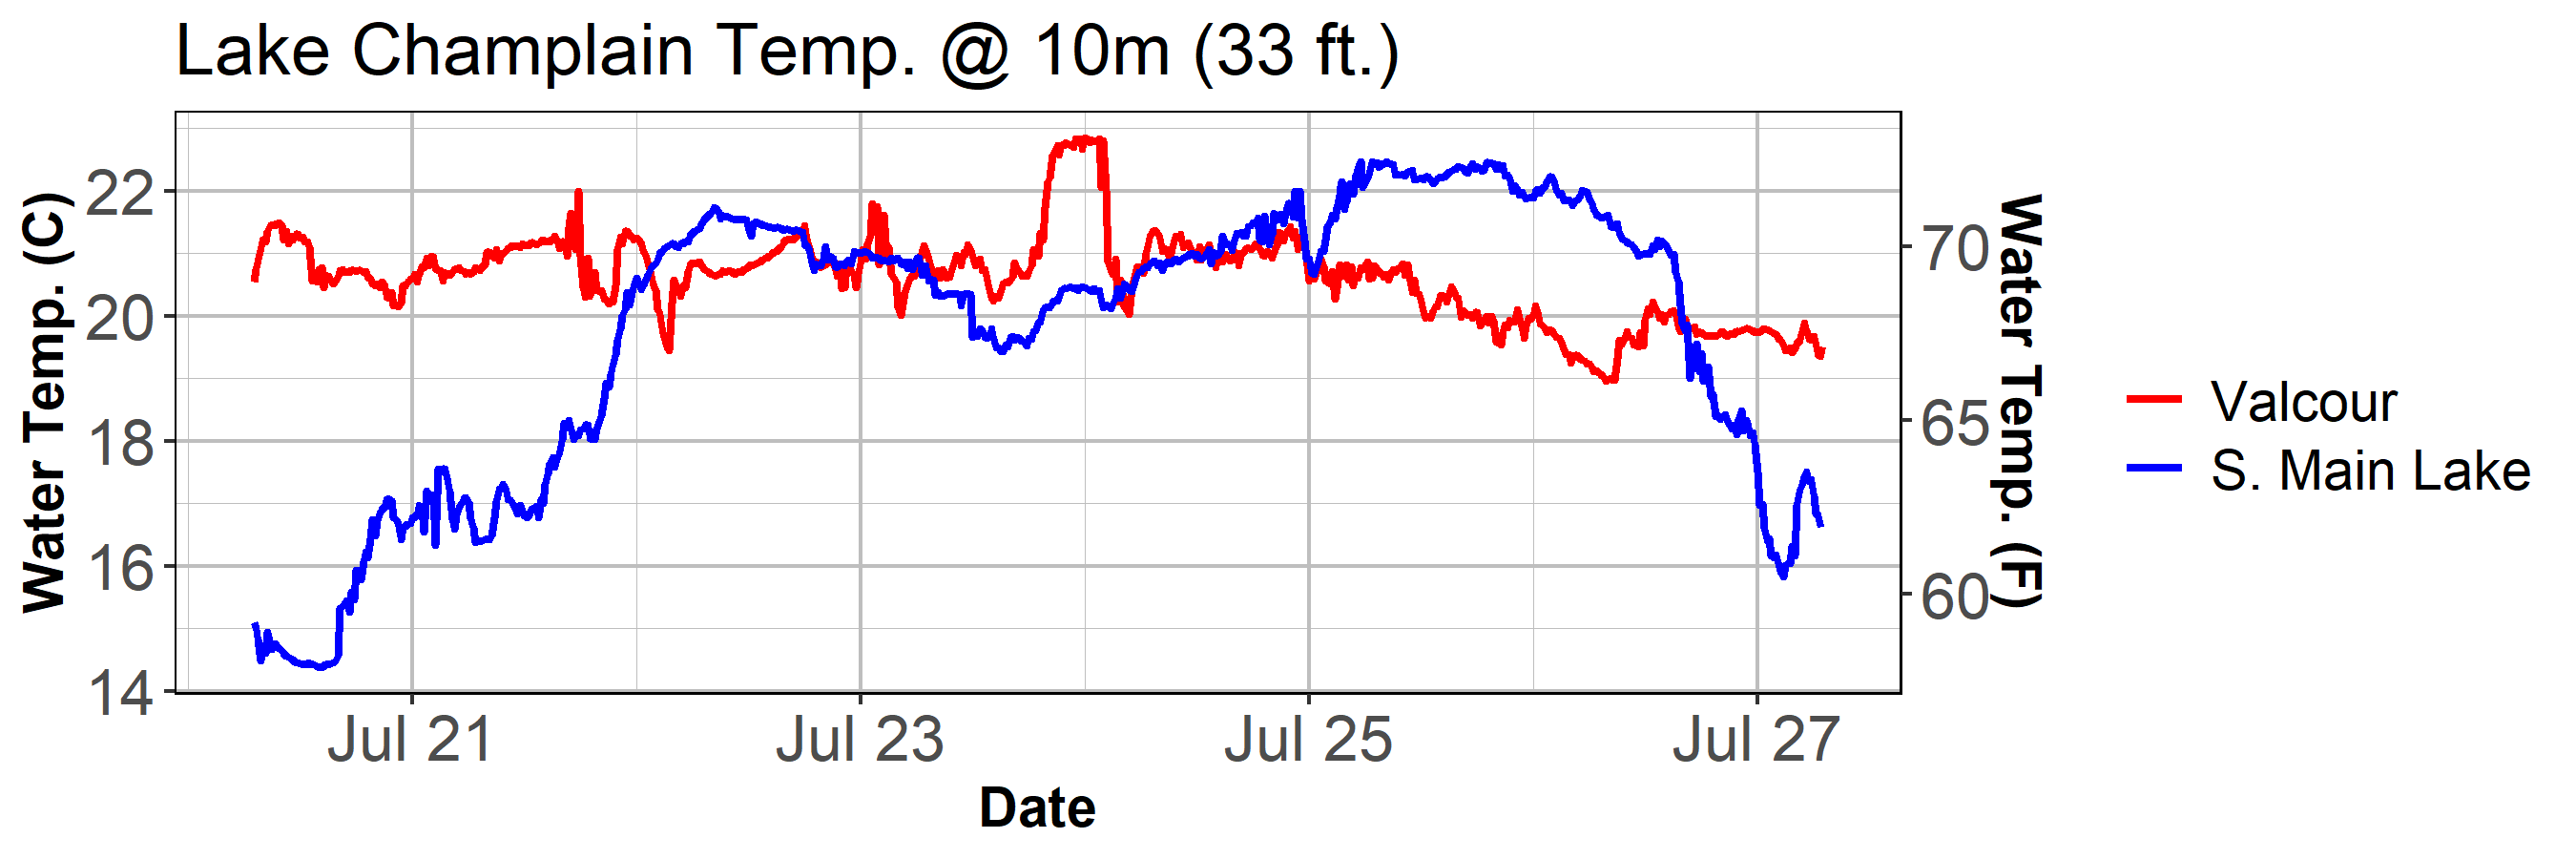 Lake Champlain Temp. @ 10m (33 ft.)
Water Temp. (C)
22
20
18
16
14
70
65
60
Water Temp. (F)
Jul 21
Jul 23
Jul 25
Jul 27
Date
Valcour
S. Main Lake